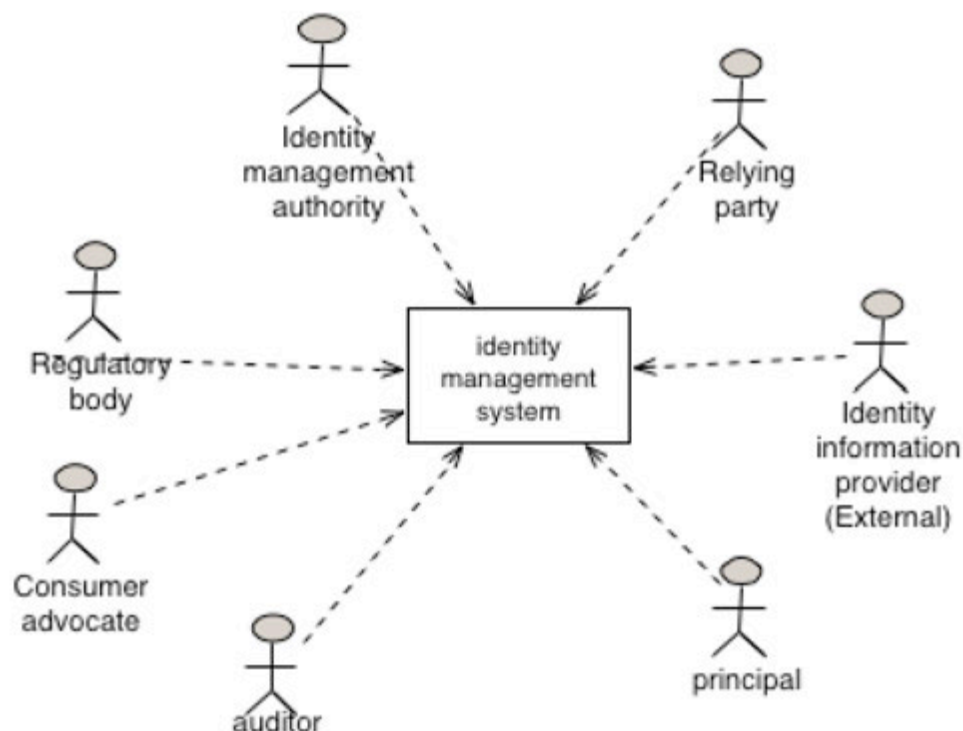 Identity
management
authority
Relying
party
Regulatory
body
identity
management
system
Identity
information
provider
(External)
Consumer
advocate
auditor
principal